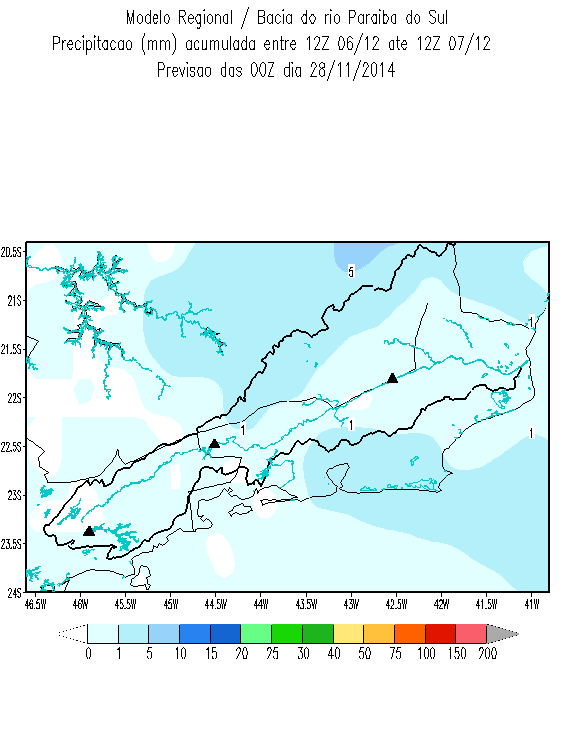 Modelo Regional / Bacia do rio Paraiba do Sul
Precipitacao (mm) acumulada entre 12Z 06/12 ate 12Z 07/12
Previsao das 00Z dia 28/11/2014
20.5S
5
21S
1
21.5S
22S
1
1
1
22.5S
23S
23.5S
24S
46.5W 46W 45.5W 45W 44.5W 44W 43.5W 43W 42.5W 42W 41.5W 41W
0 1 5 10 15 20 25 30 40 50 75 100 150 200